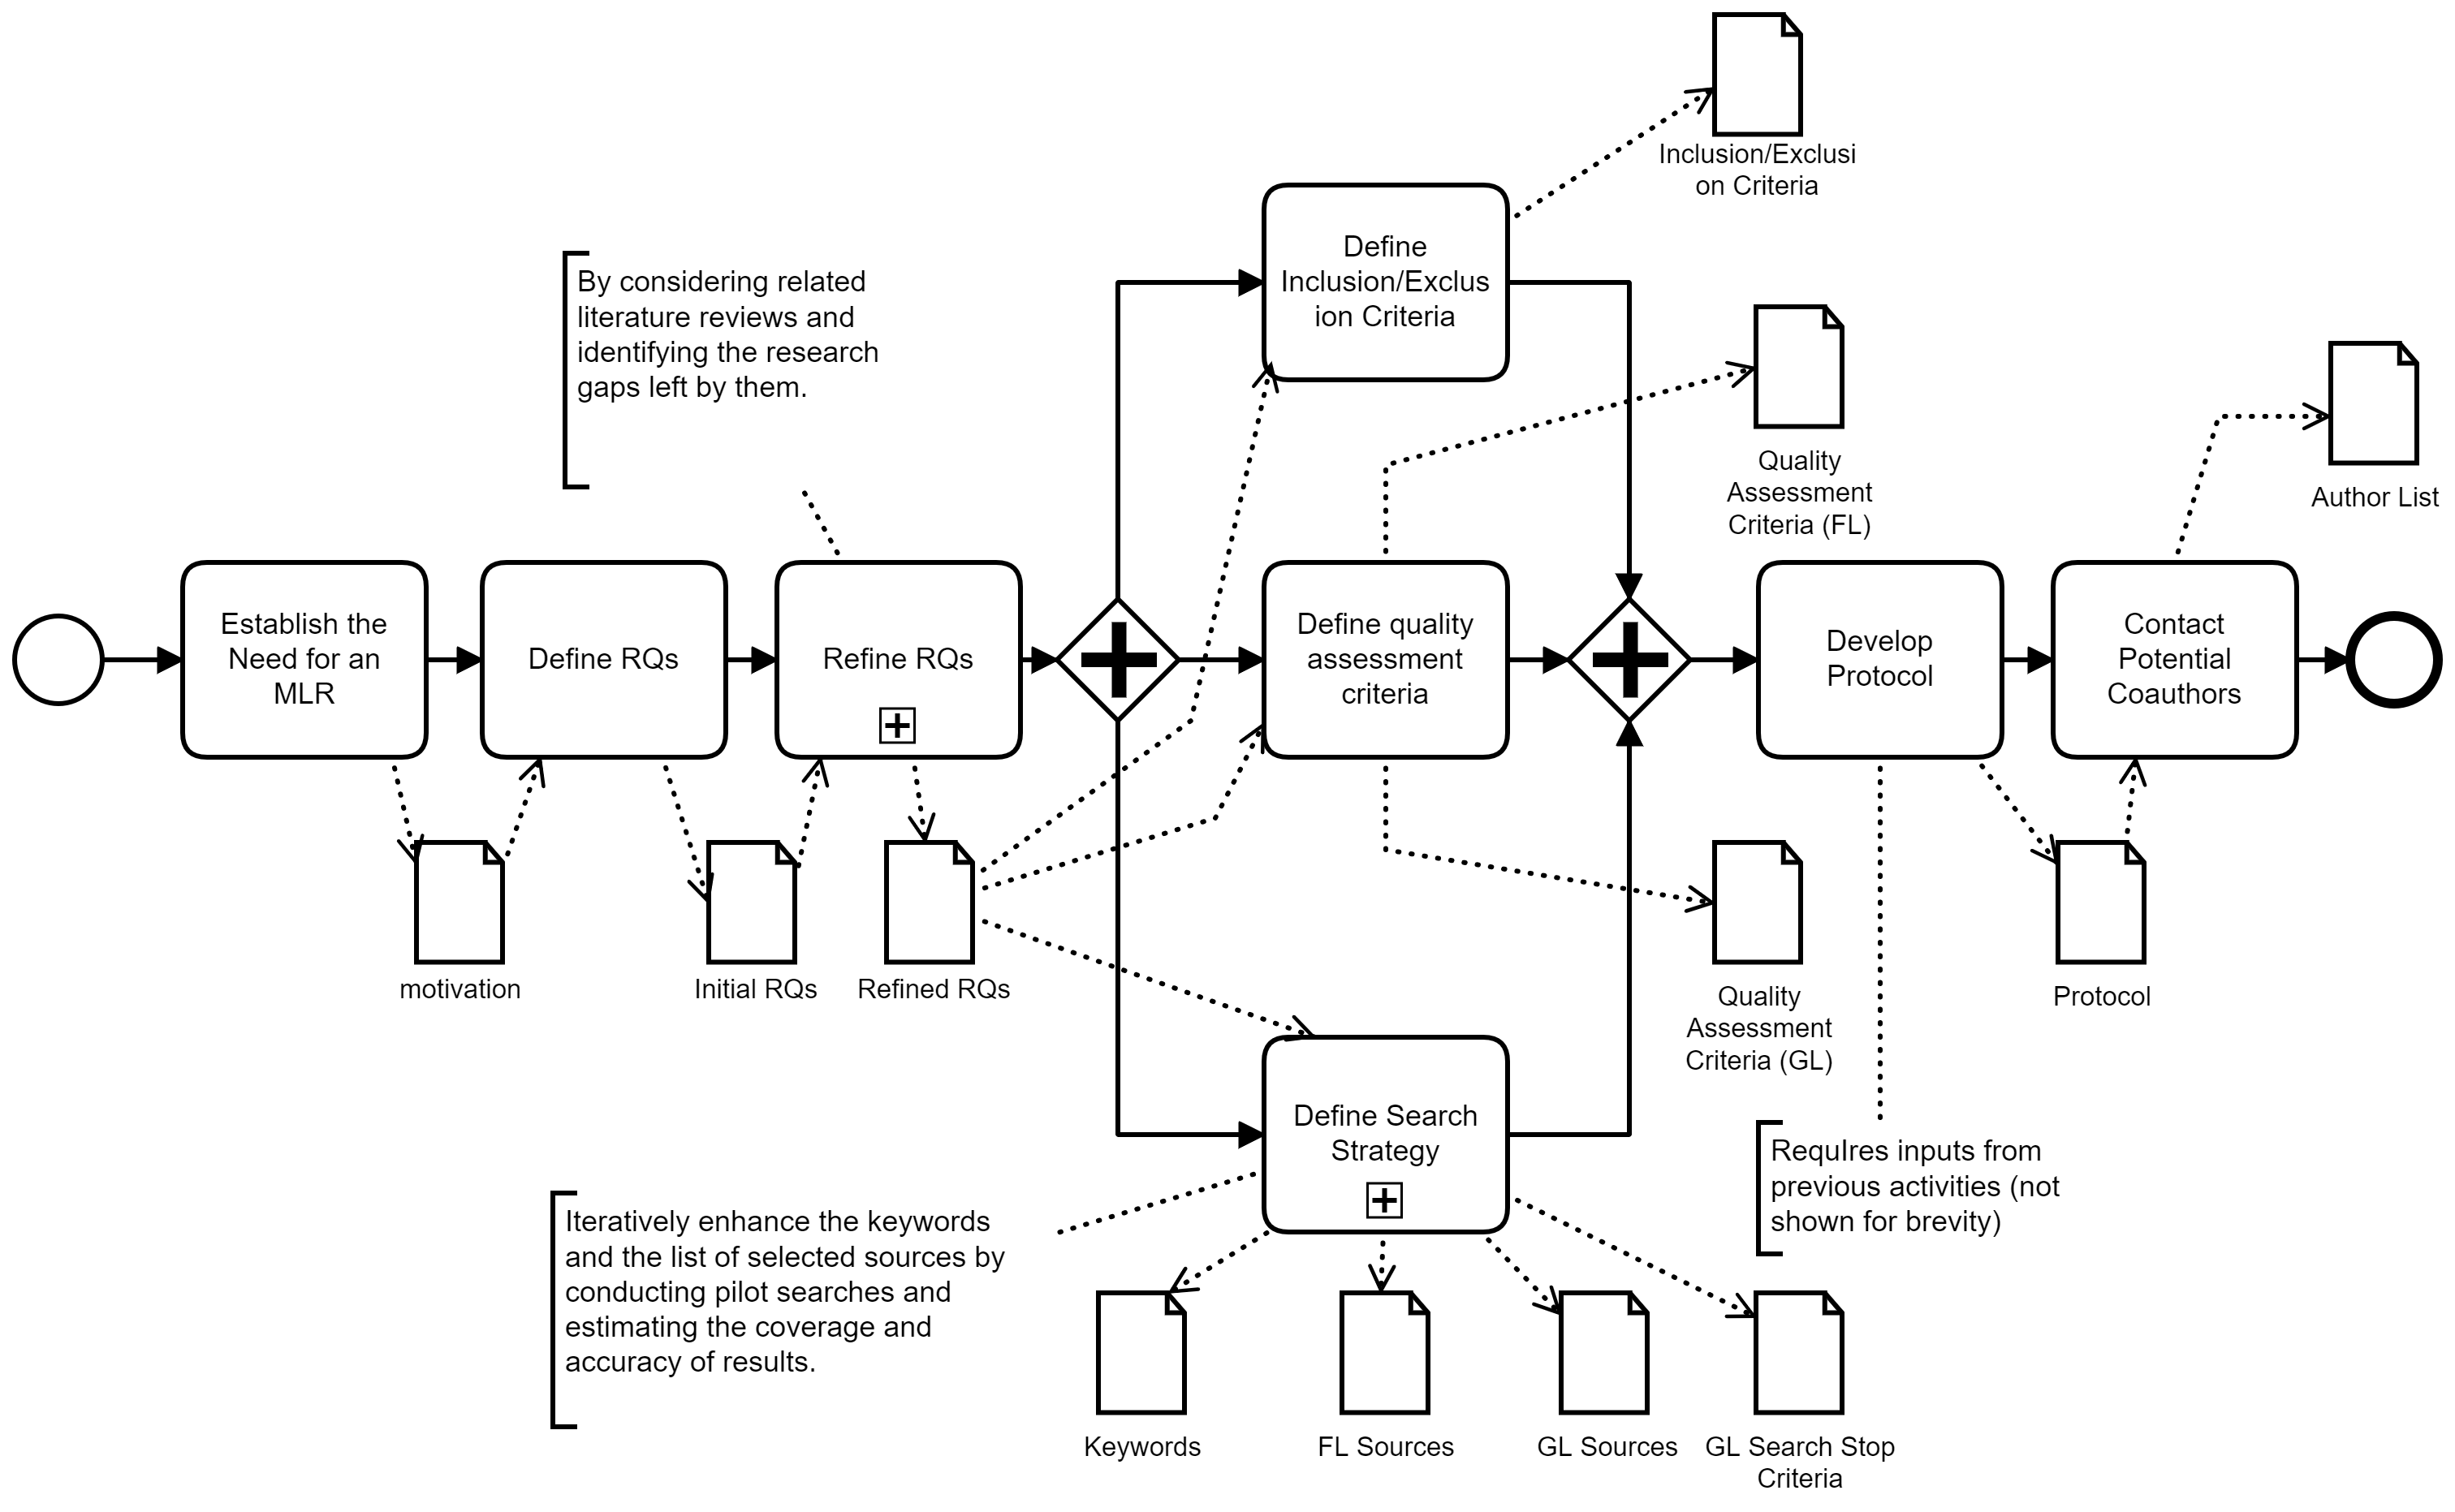 Inclusion/Exclusi
on Criteria
Define
Inclusion/Exclus
ion Criteria
By considering related
literature reviews and
identifying the research
gaps left by them.
Quality
Assessment
Criteria (FL)
Author List
Establish the
Need for an
MLR
Define RQs
Refine RQs
Define quality
assessment
criteria
Develop
Protocol
Contact
Potential
Coauthors
motivation
Initial RQs
Refined RQs
Quality
Assessment
Criteria (GL)
Protocol
Define Search
Strategy
RequIres inputs from
previous activities (not
shown for brevity)
Iteratively enhance the keywords
and the list of selected sources by
conducting pilot searches and
estimating the coverage and
accuracy of results.
Keywords
FL Sources
GL Sources
GL Search Stop
Criteria